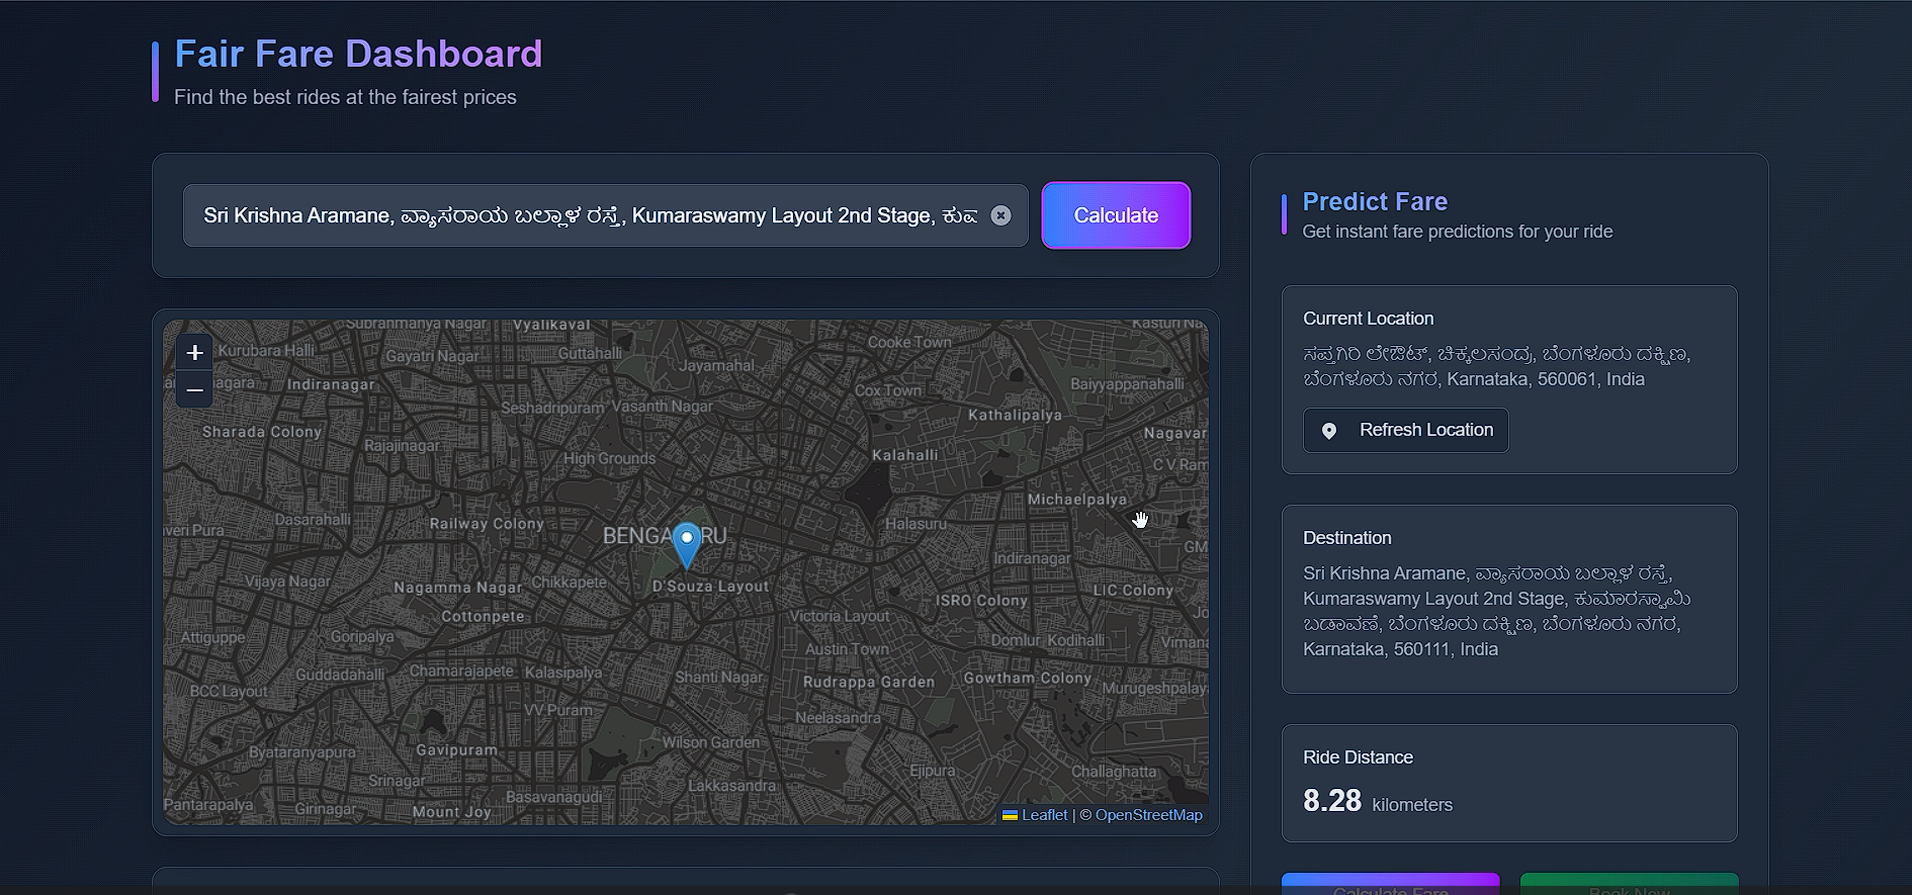 Fair Fare Dashboard
Find the best rides at the fairest prices
Sri Krishna Aramane, ವ್ಯಾಸರಾಯ ಬಲ್ಲಾಳ ರಸ್ತೆ, Kumaraswamy Layout 2nd Stage, ಕುಮ
Calculate
Subrahmanya Nagar
Vyalikaval
Kasturi Na
Cooke Town
+
Kurubara Halli
Gayatri Nagar
Guttahalli
Jayamahal
Indiranagar
Cox Town
Baiyyappanahalli
−
Seshadripuram
Vasanth Nagar
Kathalipalya
Sharada Colony
Rajajinagar
Nagavar
High Grounds
Kalahalli
C V Ram
Michaelpalya
Dasarahalli
Railway Colony
Halasuru
veri Pura
BENGA RU
GM
Indiranagar
Vijaya Nagar
Nagamma Nagar
Chikkapete
D'Souza Layout
LIC Colony
ISRO Colony
Cottonpete
Victoria Layout
Jo
Attiguppe
Goripalya
Domlur
Kodihalli
Vimana
Austin Town
Guddadahalli
Chamarajapete
Kalasipalya
Shanti Nagar
Rudrappa Garden
Gowtham Colony
BCC Layout
Murugeshpalay
VV Puram
Neelasandra
Byataranyapura
Gavipuram
Wilson Garden
Ejipura
Challaghatta
Srinagar
Lakkasandra
Pantarapalya
Girinagar
Mount Joy
Basavanagudi
Leaflet | © OpenStreetMap
Predict Fare
Get instant fare predictions for your ride
Current Location
ಸಪ್ತಗಿರಿ ಲೇಔಟ್, ಚಿಕ್ಕಲಸಂದ್ರ, ಬೆಂಗಳೂರು ದಕ್ಷಿಣ,
ಬೆಂಗಳೂರು ನಗರ, Karnataka, 560061, India
Refresh Location
Destination
Sri Krishna Aramane, ವ್ಯಾಸರಾಯ ಬಲ್ಲಾಳ ರಸ್ತೆ,
Kumaraswamy Layout 2nd Stage, ಕುಮಾರಸ್ವಾಮಿ
ಬಡಾವಣೆ, ಬೆಂಗಳೂರು ದಕ್ಷಿಣ, ಬೆಂಗಳೂರು ನಗರ,
Karnataka, 560111, India
Ride Distance
8.28 kilometers
Calculate Fare
Book Now